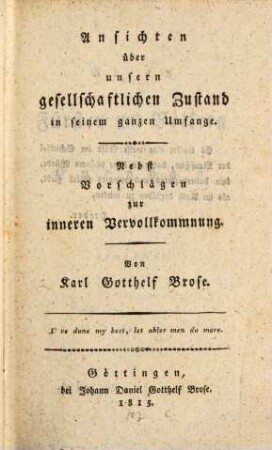 Ansichten
über
unsern
gesellschaftlichen Zustand
in seinem ganzen Umfange.
Nebst
Vorschlägen
zur
inneren Vervollkommnung.
Von
Karl Gotthelf Brose.
I've done my best, let abler men do more.
Göttingen,
bei Johann Daniel Gotthelf Brose.
1815.